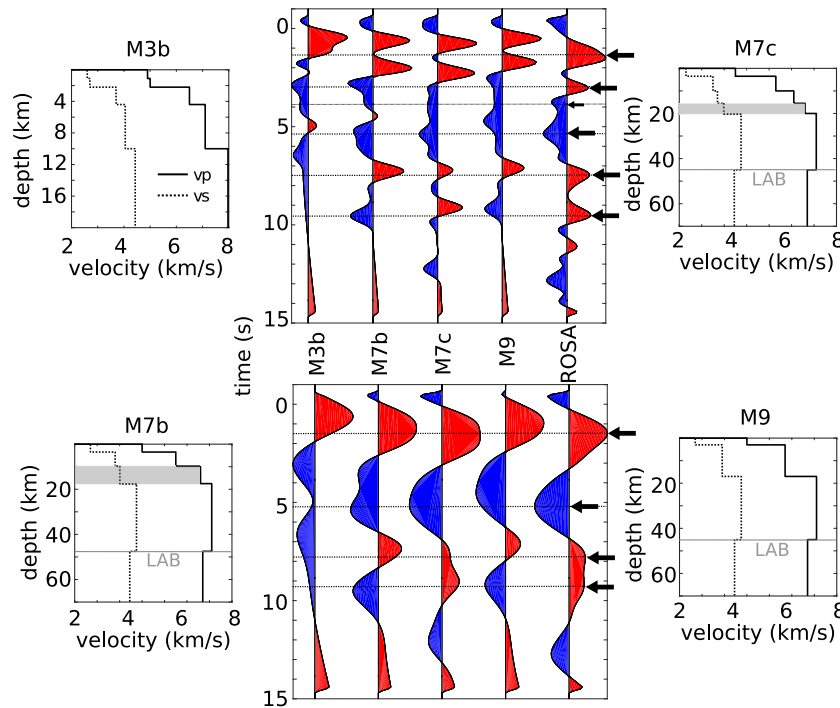 M3b
depth (km)
4
10
16
vp
vs
2 4 6 8
velocity (km/s)
0
5
10
15
time (s)
M3b
M7b
M7c
M9
ROSA
M7c
depth (km)
20
40
60
LAB
2 4 6 8
velocity (km/s)
M7b
depth (km)
20
40
60
LAB
2 4 6 8
velocity (km/s)
0
5
10
15
M9
depth (km)
20
40
60
LAB
2 4 6 8
velocity (km/s)